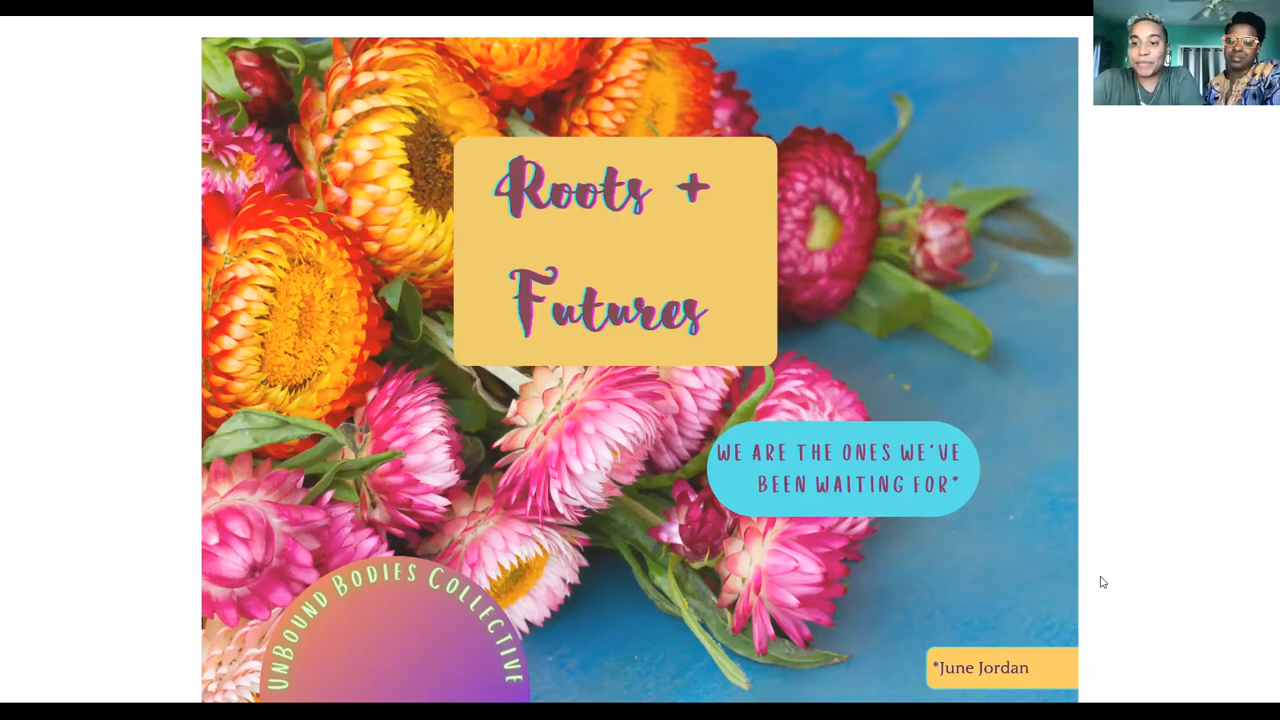 Roots +
Futures
WE ARE THE ONES WE'VE
BEEN WAITING FOR*
UNBOUND BODIES COLLECTIVE
*June Jordan